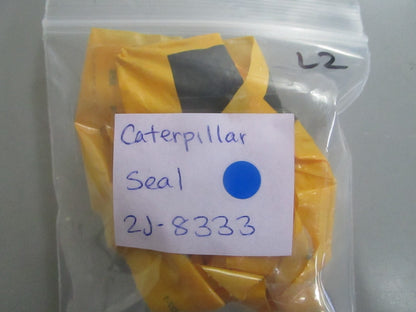 L2
Caterpillar
Seal
2J-8333